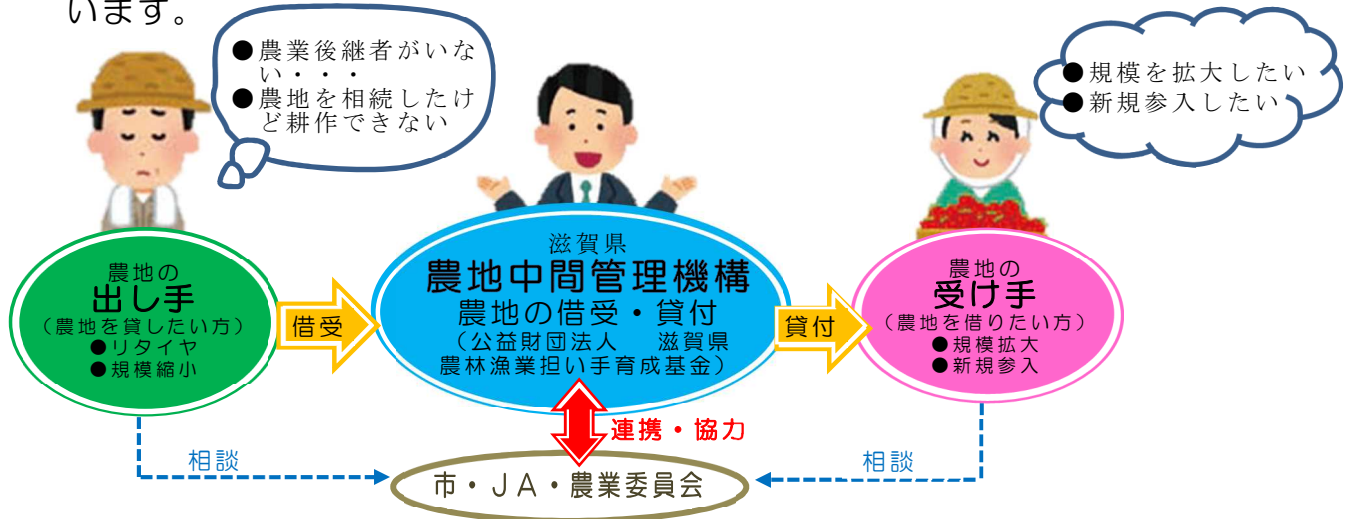 います。
●農業後継者がいな
い・・・
●農地を相続したけ
ど耕作できない
●規模を拡大したい
●新規参入したい
農地の
出し手
（農地を貸したい方）
●リタイヤ
●規模縮小
借受
滋賀県
農地中間管理機構
農地の借受・貸付
（公益財団法人　滋賀県
農林漁業担い手育成基金）
貸付
農地の
受け手
（農地を借りたい方）
●規模拡大
●新規参入
連携・協力
相談
相談
市・ＪＡ・農業委員会